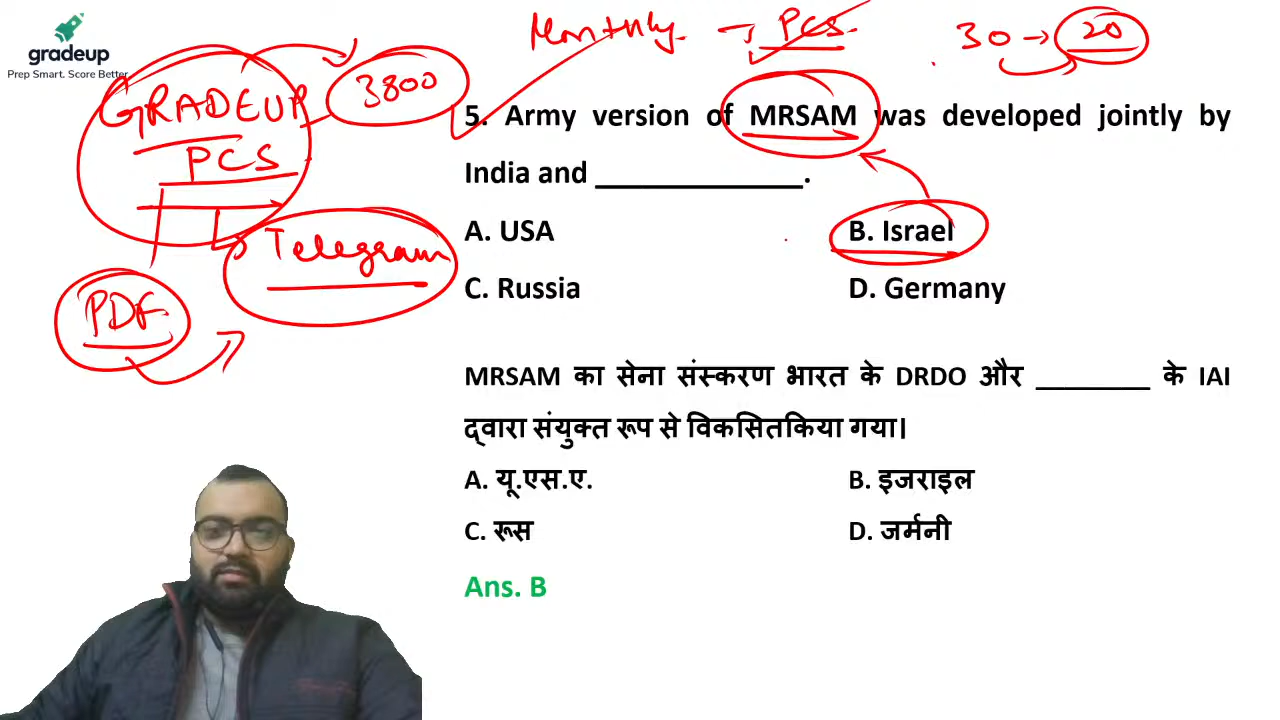 gradeup
Prep Smart. Score Better
Monthly → PCS
30 → 20
GRADEUP
PCS
3800
Telegram
PDF
5. Army version of MRSAM was developed jointly by
India and ______________.
A. USA
B. Israel
C. Russia
D. Germany
MRSAM का सेना संस्करण भारत के DRDO और ________ के IAI
द्वारा संयुक्त रूप से विकसितकिया गया।
A. यू.एस.ए.
B. इजराइल
C. रूस
D. जर्मनी
Ans. B